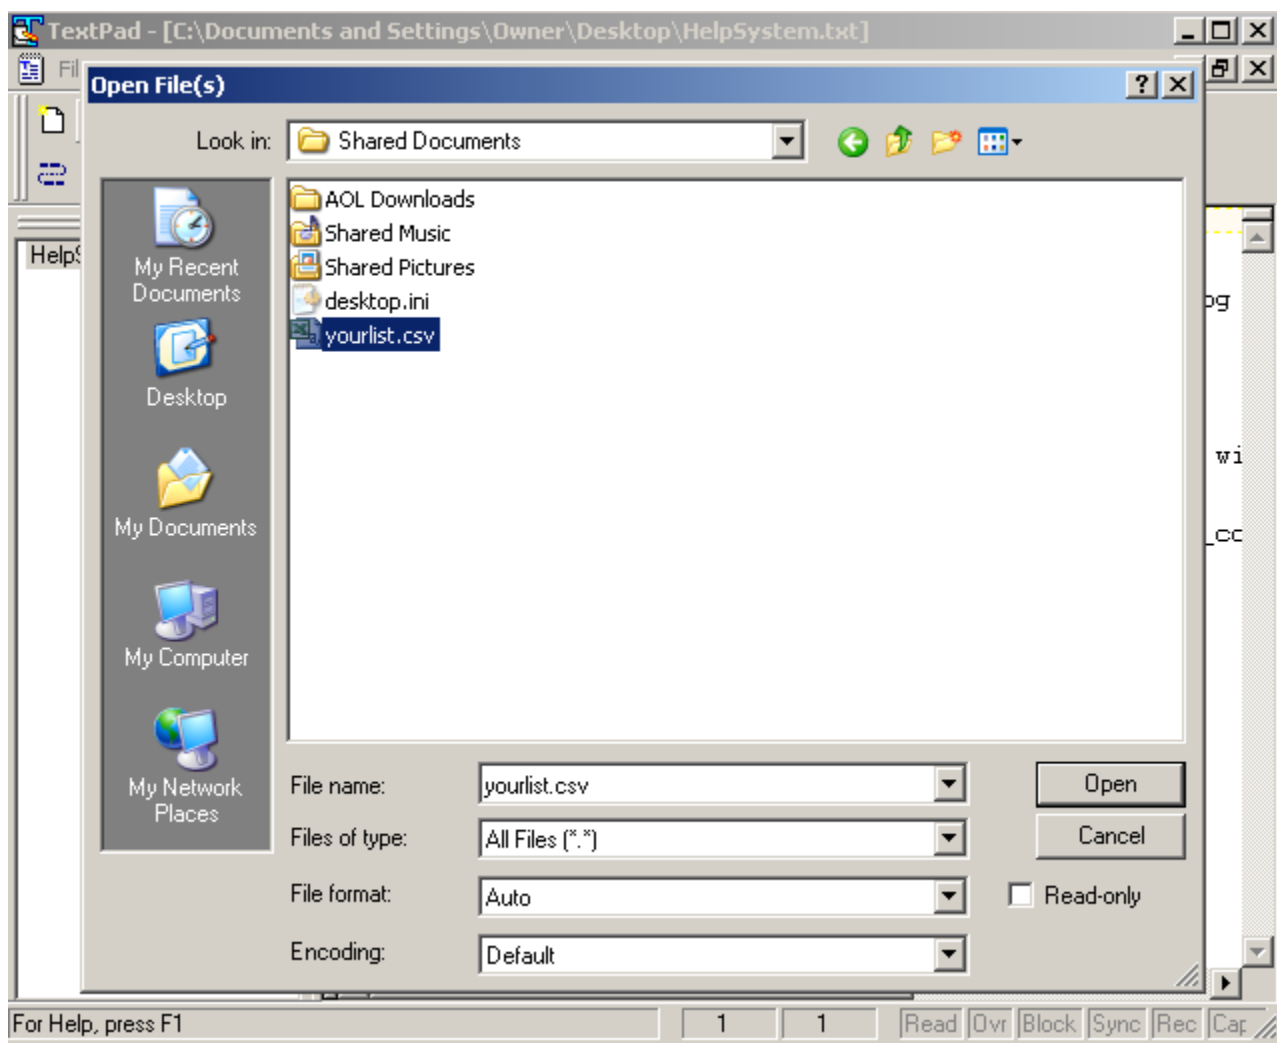 TextPad - [C:\Documents and Settings\Owner\Desktop\HelpSystem.txt]
Open File(s)
Look in: Shared Documents
AOL Downloads
Shared Music
Shared Pictures
desktop.ini
yourlist.csv
My Recent
Documents
Desktop
My Documents
My Computer
My Network
Places
File name: yourlist.csv
Open
Files of type: All Files (*.*)
Cancel
File format: Auto
Read-only
Encoding: Default
For Help, press F1
1 1 Read Ovr Block Sync Rec Cap